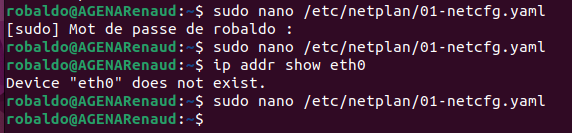 robaldo@AGENARenaud:~$ sudo nano /etc/netplan/01-netcfg.yaml
[sudo] Mot de passe de robaldo :
robaldo@AGENARenaud:~$ sudo nano /etc/netplan/01-netcfg.yaml
robaldo@AGENARenaud:~$ ip addr show eth0
Device "eth0" does not exist.
robaldo@AGENARenaud:~$ sudo nano /etc/netplan/01-netcfg.yaml
robaldo@AGENARenaud:~$